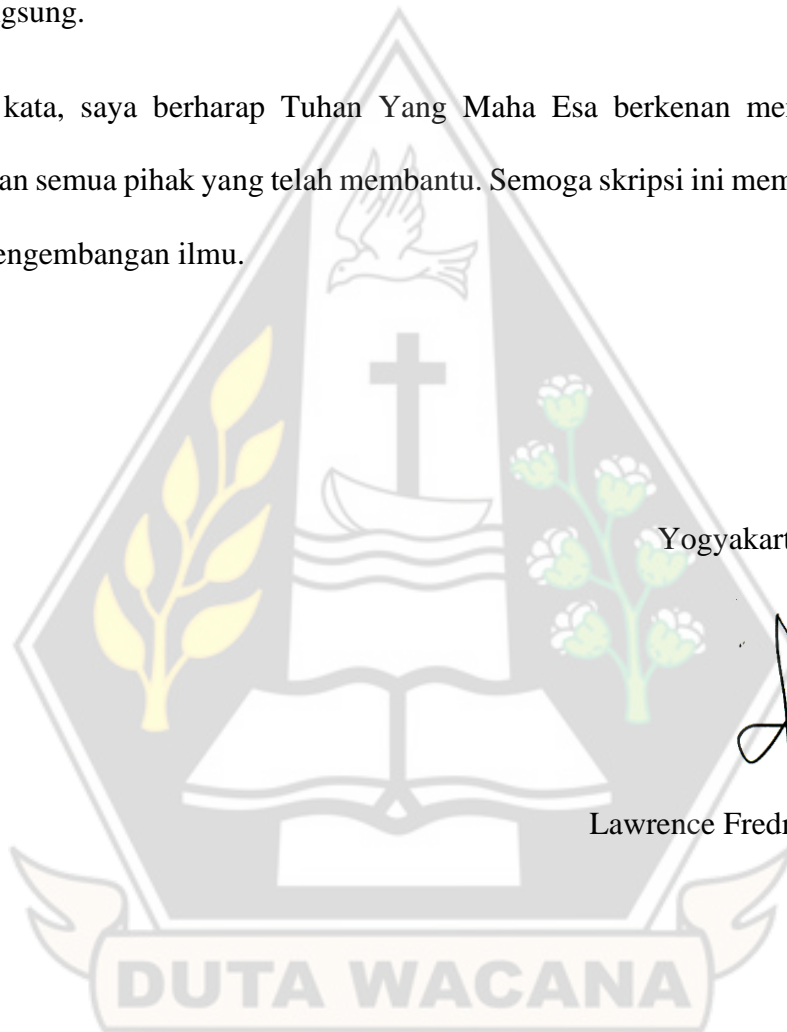 gsung.
kata, saya berharap Tuhan Yang Maha Esa berkenan me
an semua pihak yang telah membantu. Semoga skripsi ini mem
engembangan ilmu.
Yogyakart
Lawrence Fred
DUTA WACANA